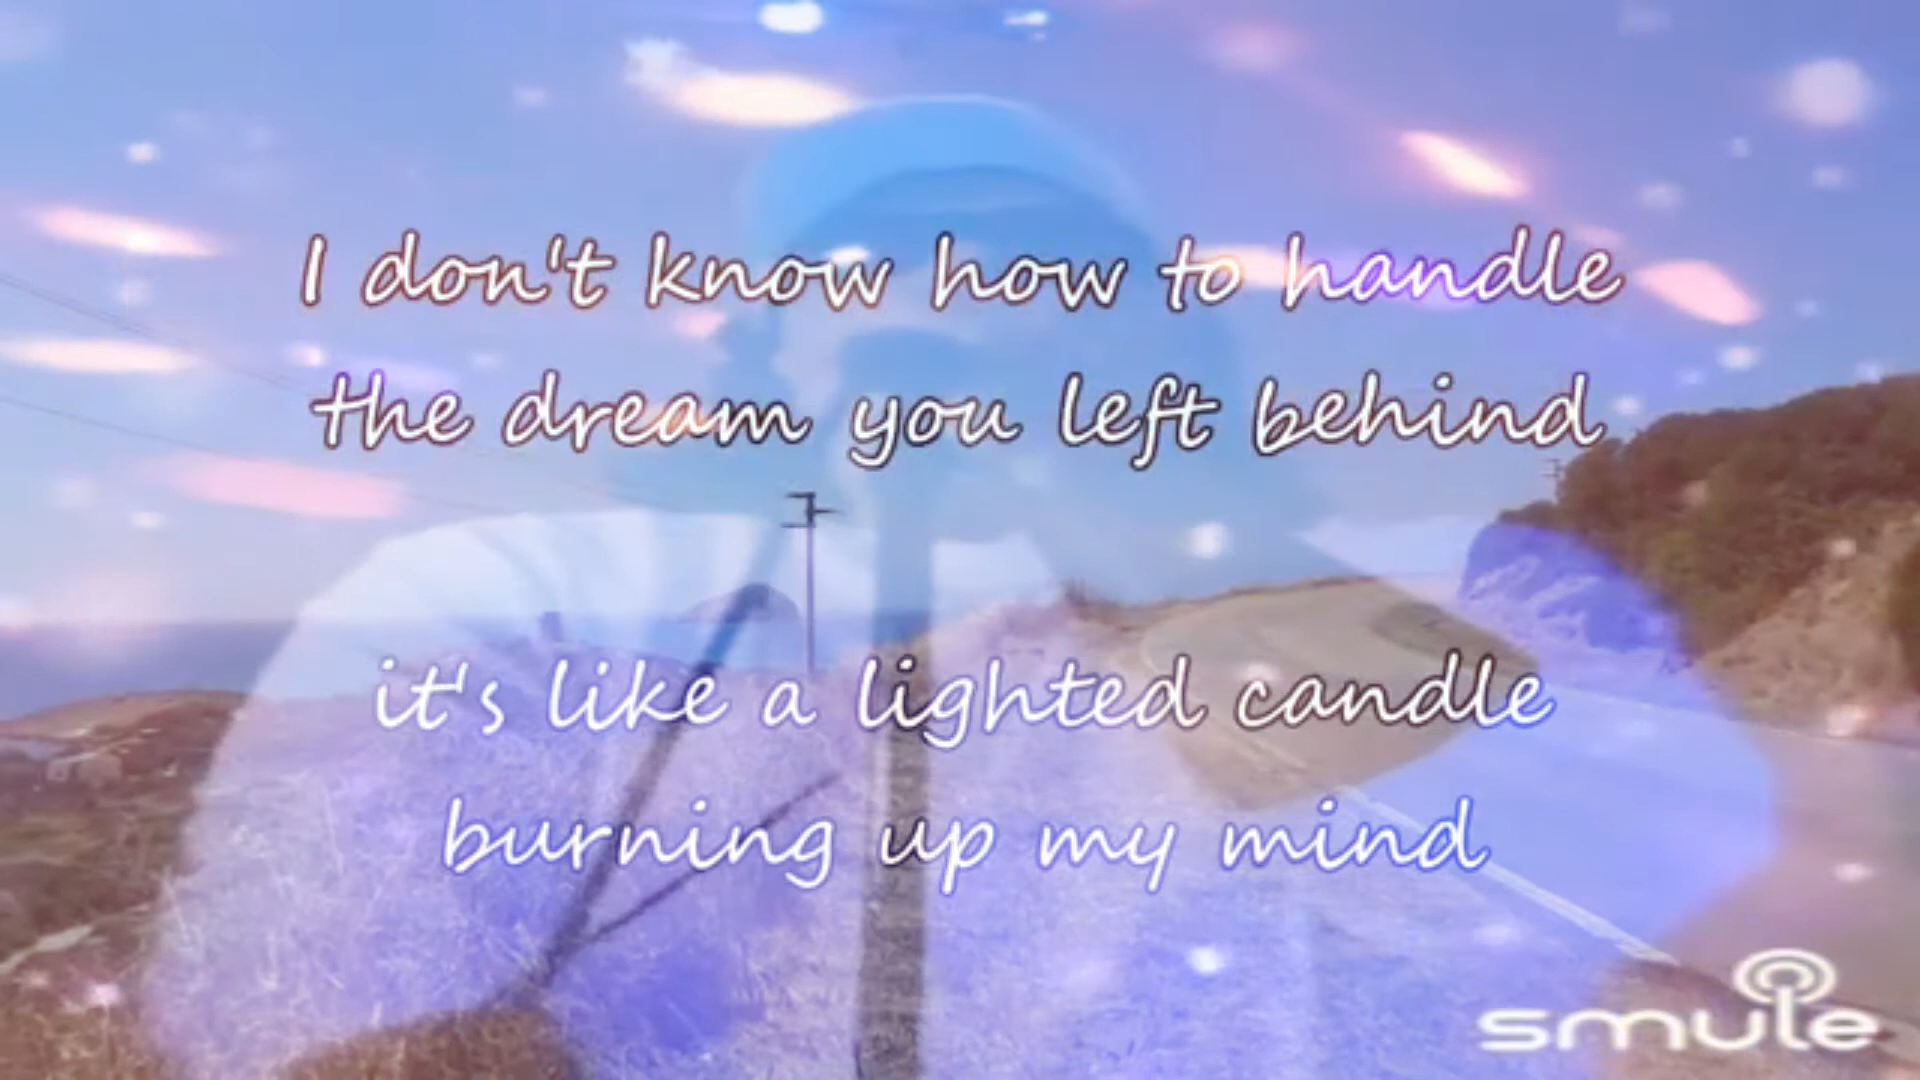 I don't know how to handle
the dream you left behind
it's like a lighted candle
burning up my mind
smule